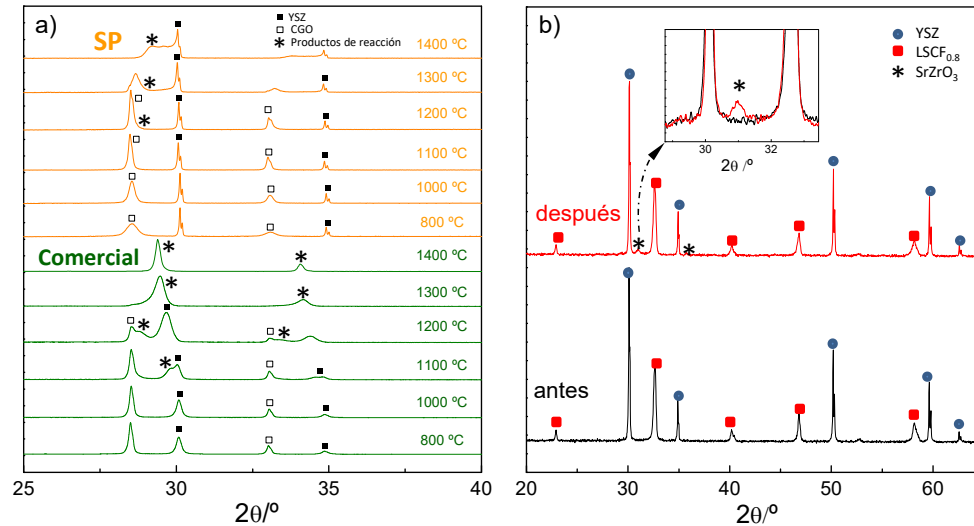 a)
SP
■ YSZ
□ CGO
* Productos de reacción
1400 ºC
1300 ºC
1200 ºC
1100 ºC
1000 ºC
800 ºC
Comercial
1400 ºC
1300 ºC
1200 ºC
1100 ºC
1000 ºC
800 ºC
25 30 35 40
2θ/º
b)
YSZ
LSCF0.8
* SrZrO3
*
30 32
2θ /º
después
antes
20 30 40 50 60
2θ/º